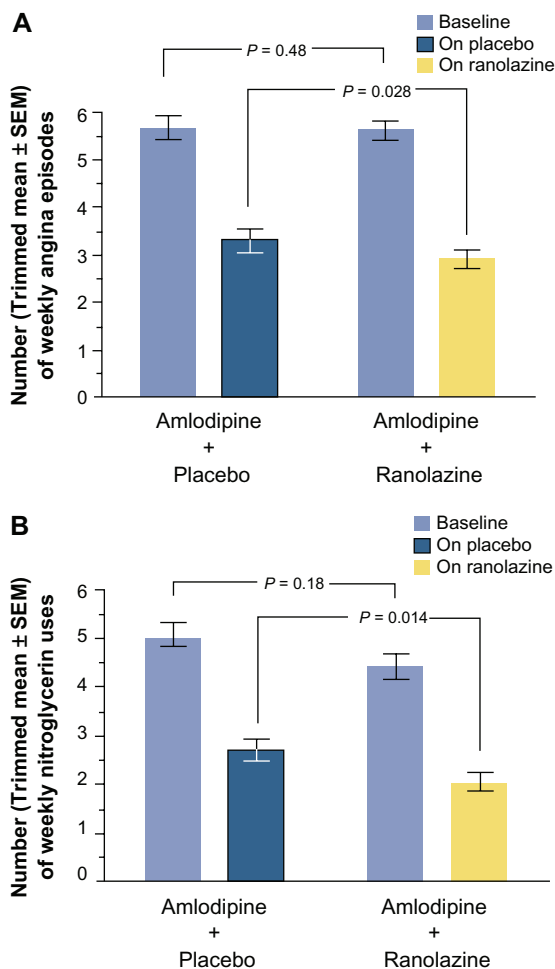 A
Baseline
On placebo
On ranolazine
P = 0.48
P = 0.028
Number (Trimmed mean ± SEM)
of weekly angina episodes
6
5
4
3
2
1
0
Amlodipine
+
Placebo
Amlodipine
+
Ranolazine
B
Baseline
On placebo
On ranolazine
P = 0.18
P = 0.014
Number (Trimmed mean ± SEM)
of weekly nitroglycerin uses
6
5
4
3
2
1
0
Amlodipine
+
Placebo
Amlodipine
+
Ranolazine